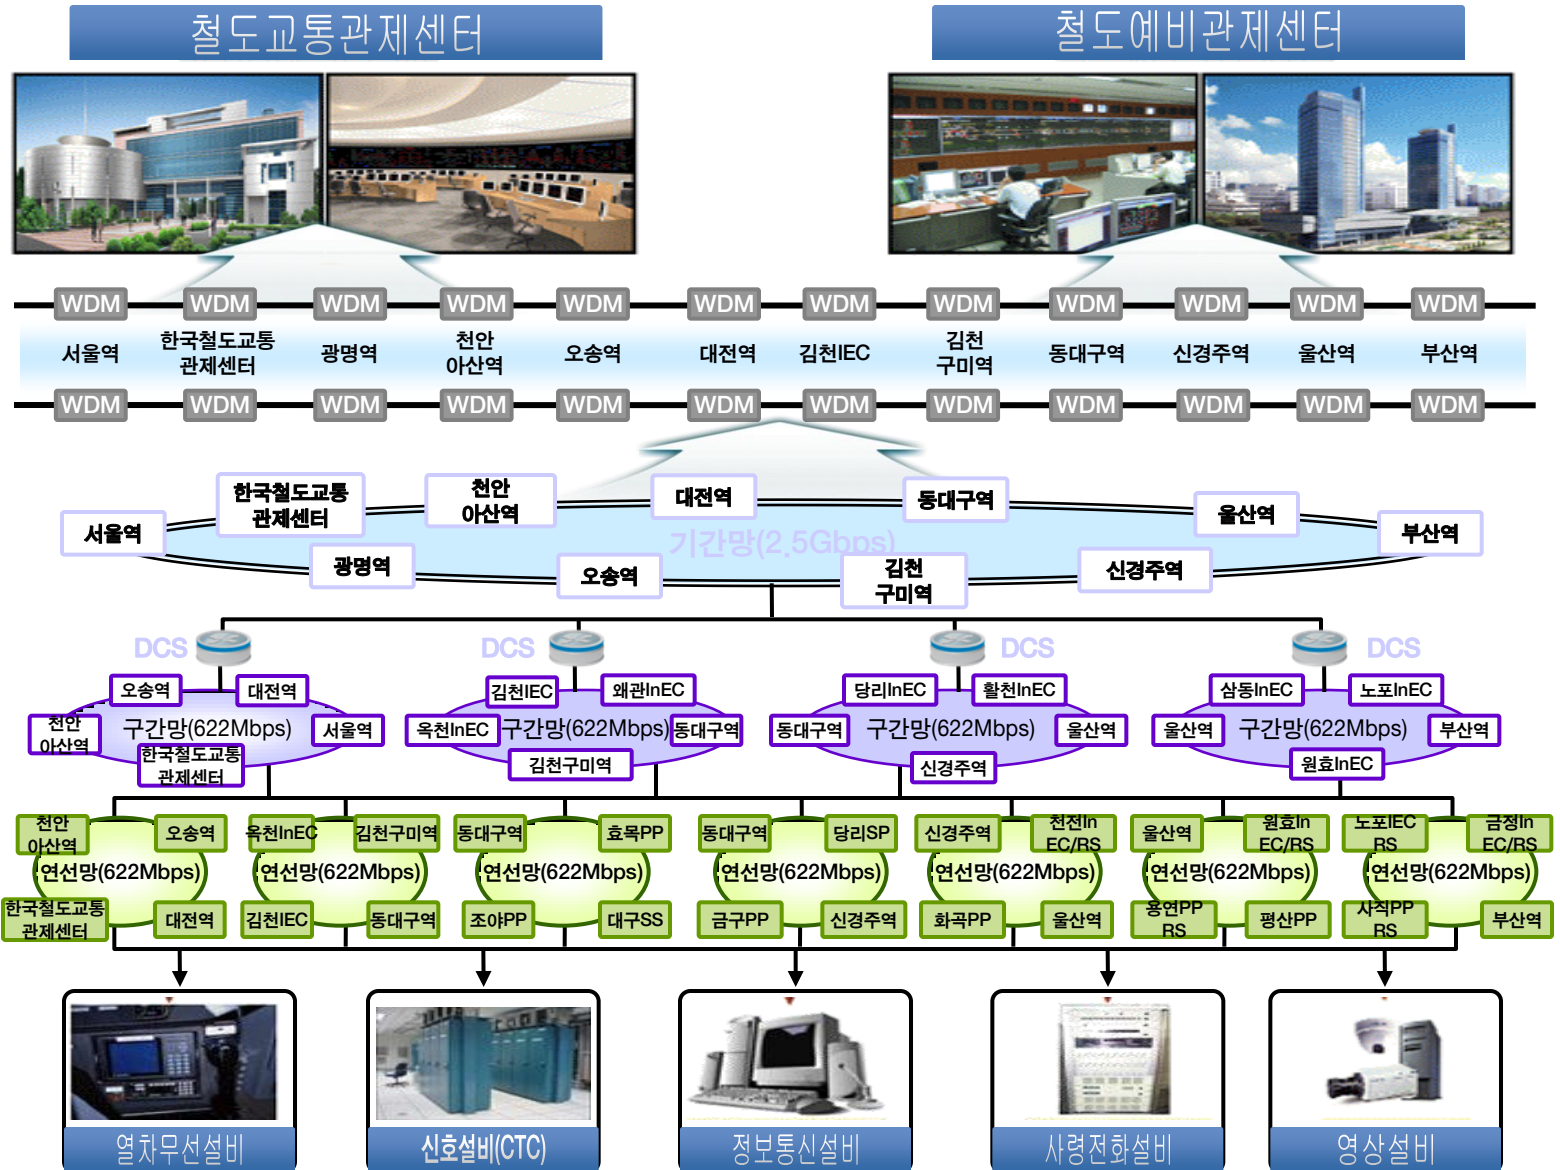 철도교통관제센터
철도예비관제센터
WDM WDM WDM WDM WDM WDM WDM WDM WDM WDM WDM WDM
서울역
한국철도교통
관제센터
광명역
천안
아산역
오송역
대전역
김천IEC
김천
구미역
동대구역
신경주역
울산역
부산역
WDM WDM WDM WDM WDM WDM WDM WDM WDM WDM WDM WDM
서울역
한국철도교통
관제센터
천안
아산역
대전역
동대구역
울산역
부산역
기간망(2.5Gbps)
광명역
오송역
김천
구미역
신경주역
DCS
DCS
DCS
DCS
오송역
대전역
천안
아산역
구간망(622Mbps)
서울역
한국철도교통
관제센터
김천IEC
왜관InEC
옥천InEC
구간망(622Mbps)
동대구역
김천구미역
당리InEC
활천InEC
동대구역
구간망(622Mbps)
울산역
신경주역
삼동InEC
노포InEC
울산역
구간망(622Mbps)
부산역
원효InEC
천안
아산역
오송역
연선망(622Mbps)
한국철도교통
관제센터
대전역
옥천InEC
김천구미역
연선망(622Mbps)
김천IEC
동대구역
동대구역
효목PP
연선망(622Mbps)
조야PP
대구SS
동대구역
당리SP
연선망(622Mbps)
금구PP
신경주역
신경주역
천전In
EC/RS
연선망(622Mbps)
화곡PP
울산역
울산역
원효In
EC/RS
연선망(622Mbps)
용연PP
RS
평산PP
노포IEC
RS
금정In
EC/RS
연선망(622Mbps)
사직PP
RS
부산역
열차무선설비
신호설비(CTC)
정보통신설비
사령전화설비
영상설비